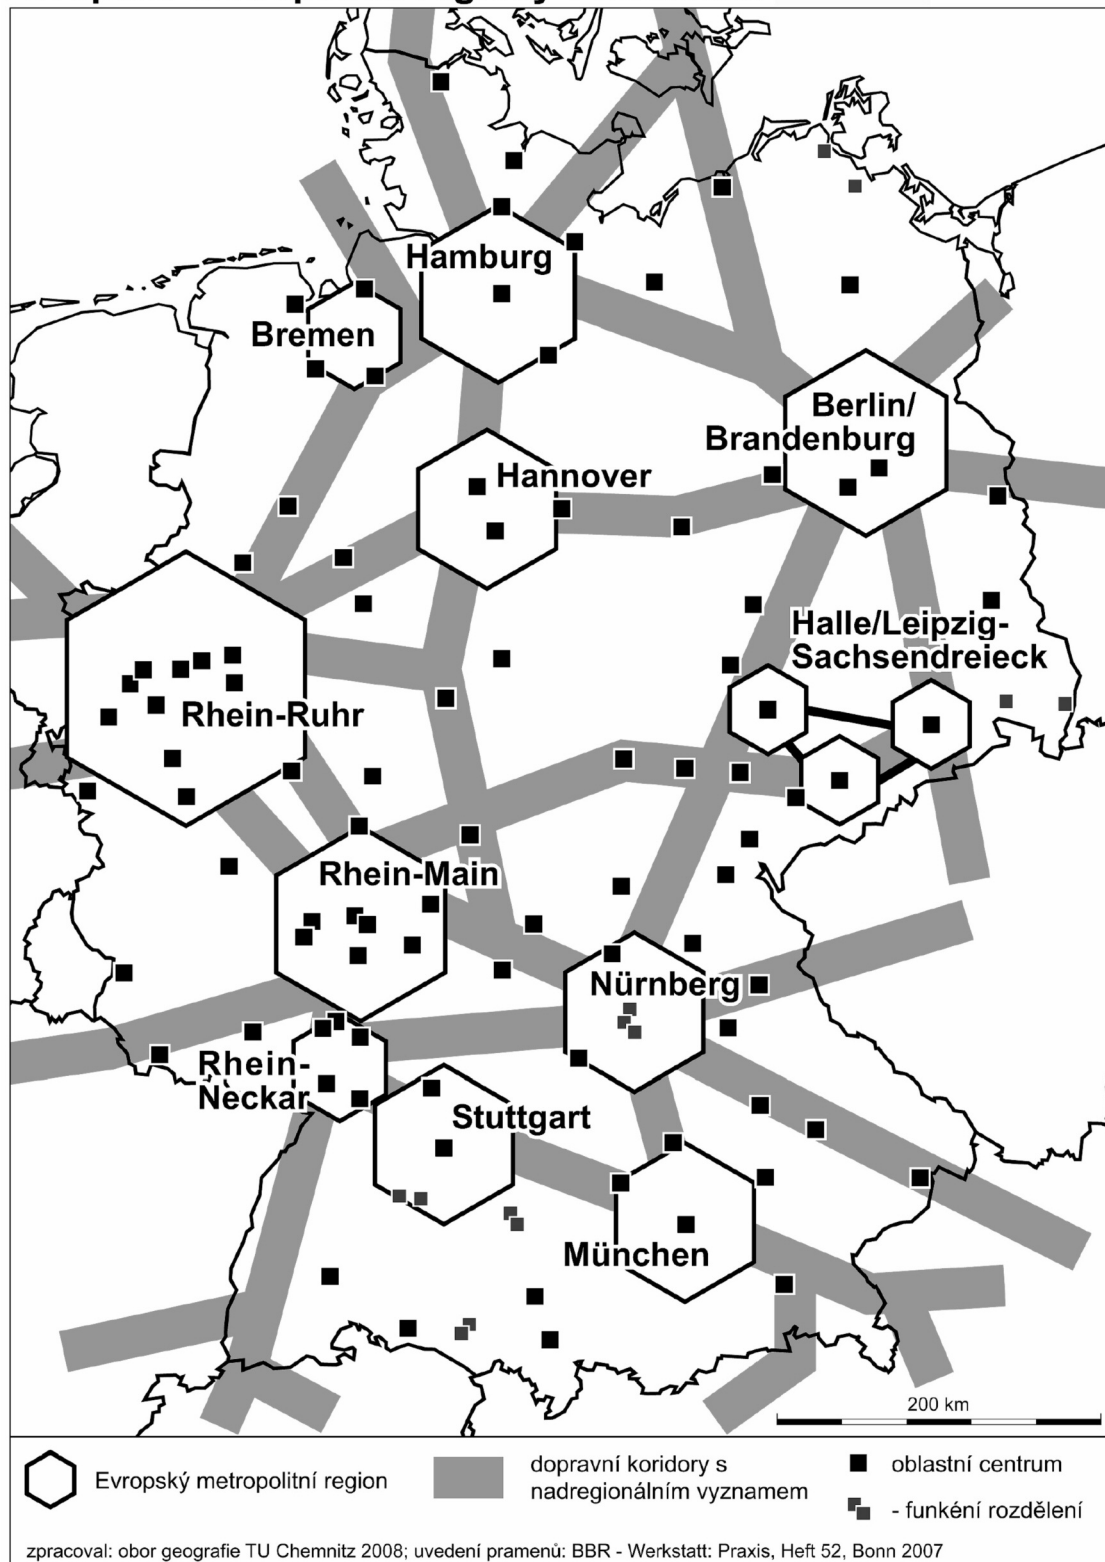 Hamburg
Bremen
Berlin/
Brandenburg
Hannover
Halle/Leipzig-
Sachsendreieck
Rhein-Ruhr
Rhein-Main
Nürnberg
Rhein-
Neckar
Stuttgart
München
200 km
Evropský metropolitní region
dopravní koridory s
nadregionálním vyznamem
oblastní centrum
- funkéní rozdělení
zpracoval: obor geografie TU Chemnitz 2008; uvedení pramenů: BBR - Werkstatt: Praxis, Heft 52, Bonn 2007